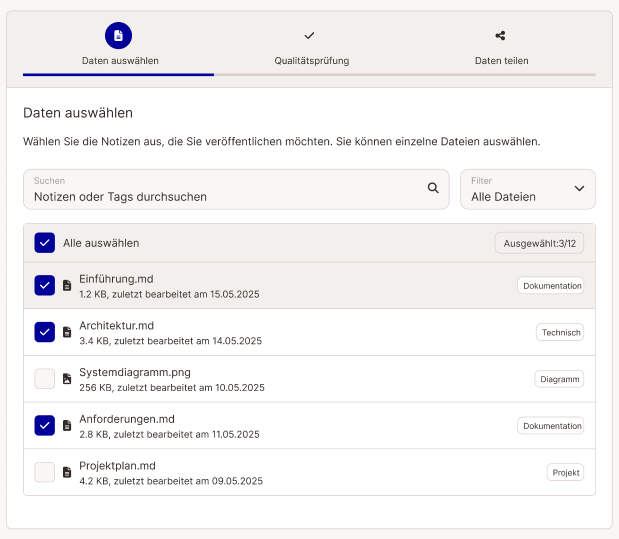 Daten auswählen
Qualitätsprüfung
Daten teilen
Daten auswählen
Wählen Sie die Notizen aus, die Sie veröffentlichen möchten. Sie können einzelne Dateien auswählen.
Suchen
Notizen oder Tags durchsuchen
Filter
Alle Dateien
Alle auswählen
Ausgewählt:3/12
Einführung.md
1.2 KB, zuletzt bearbeitet am 15.05.2025
Dokumentation
Architektur.md
3.4 KB, zuletzt bearbeitet am 14.05.2025
Technisch
Systemdiagramm.png
256 KB, zuletzt bearbeitet am 10.05.2025
Diagramm
Anforderungen.md
2.8 KB, zuletzt bearbeitet am 11.05.2025
Dokumentation
Projektplan.md
4.2 KB, zuletzt bearbeitet am 09.05.2025
Projekt